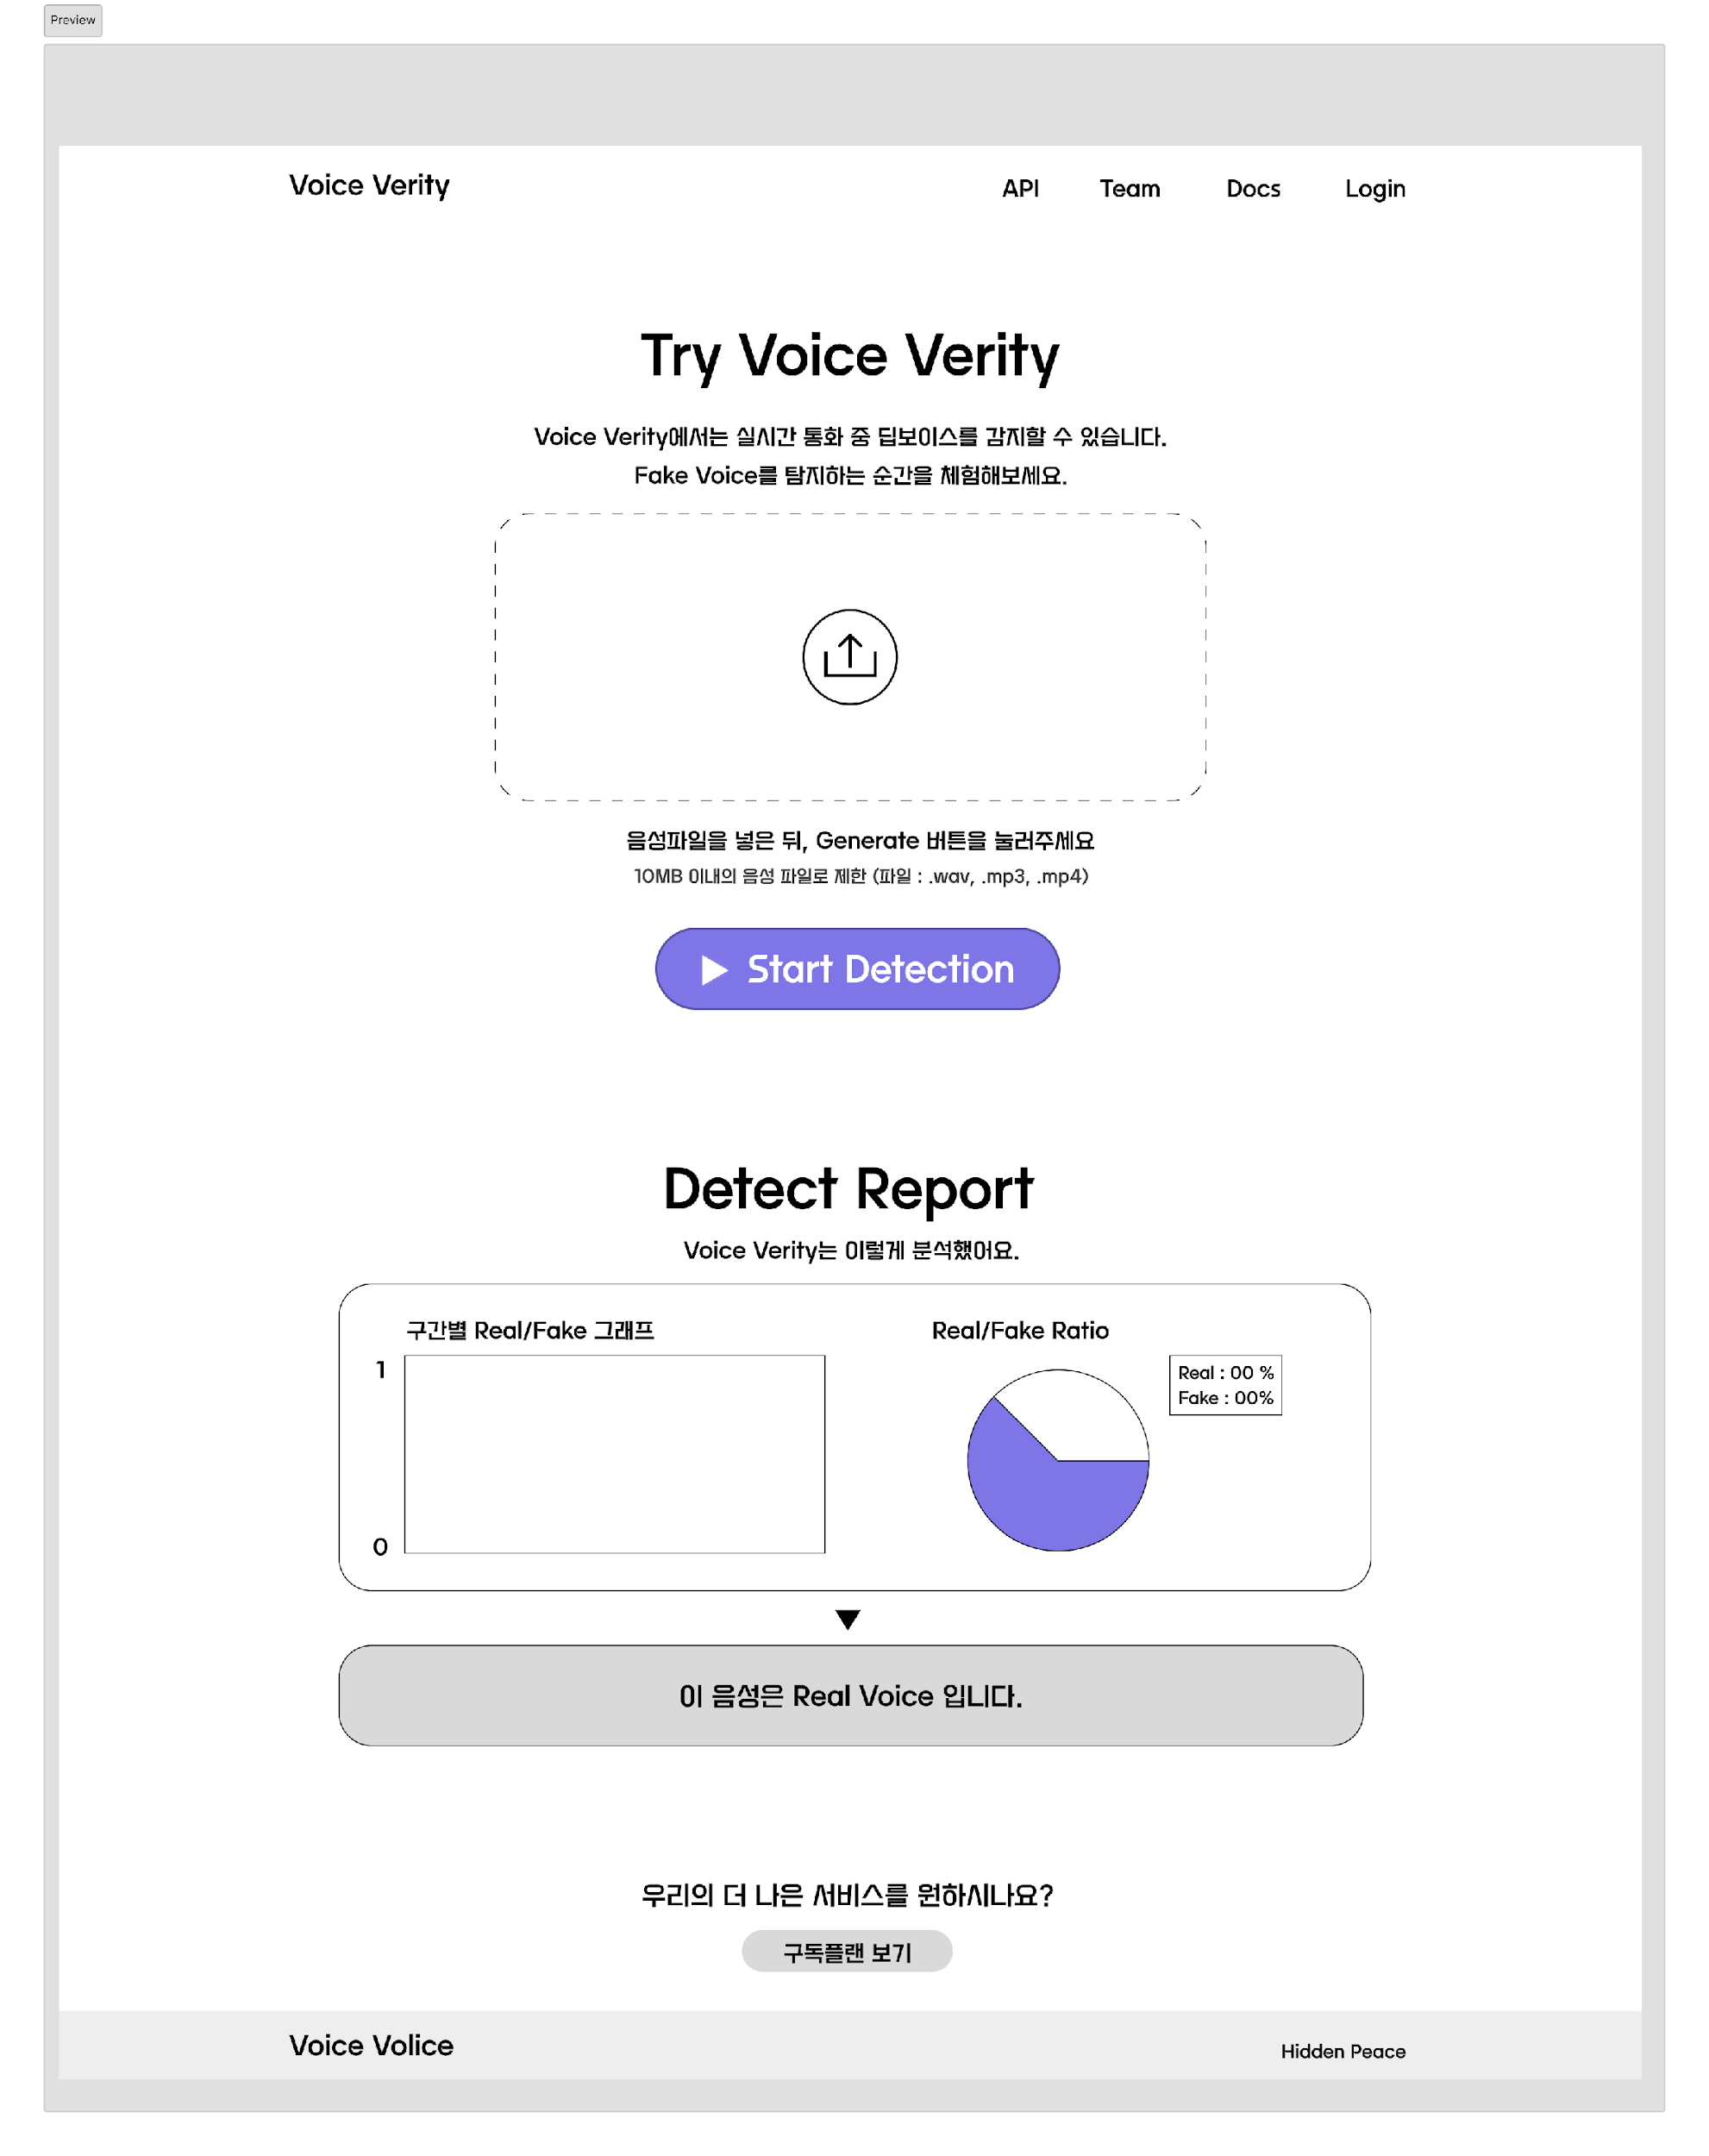 Preview
Voice Verity
API Team Docs Login
Try Voice Verity
Voice Verity에서는 실시간 통화 중 딥보이스를 감지할 수 있습니다.
Fake Voice를 탐지하는 순간을 체험해보세요.
음성파일을 넣은 뒤, Generate 버튼을 눌러주세요
10MB 이내의 음성 파일로 제한 (파일 : .wav, .mp3, .mp4)
Start Detection
Detect Report
Voice Verity는 이렇게 분석했어요.
구간별 Real/Fake 그래프
1
0
Real/Fake Ratio
Real : 00 %
Fake : 00%
이 음성은 Real Voice 입니다.
우리의 더 나은 서비스를 원하시나요?
구독플랜 보기
Voice Volice
Hidden Peace